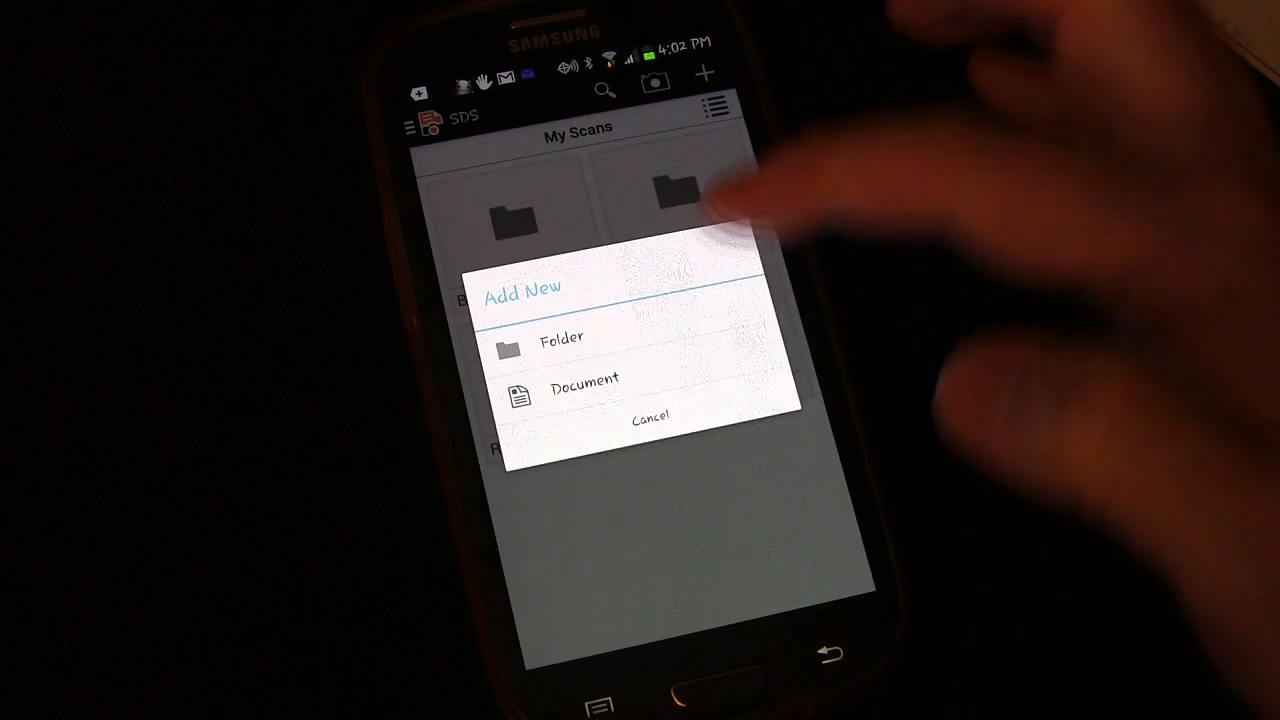 SAMSUNG
4:02 PM
SDS
My Scans
B
Add New
Folder
Document
Cancel
R